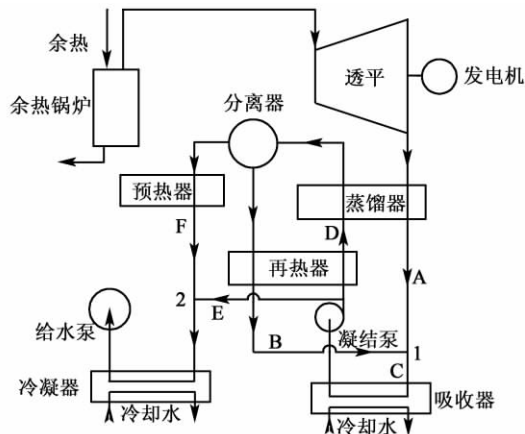 余热
余热锅炉
透平
发电机
分离器
预热器
蒸馏器
F
D
再热器
A
2
E
给水泵
凝结泵
B
1
C
冷凝器
吸收器
冷却水
冷却水